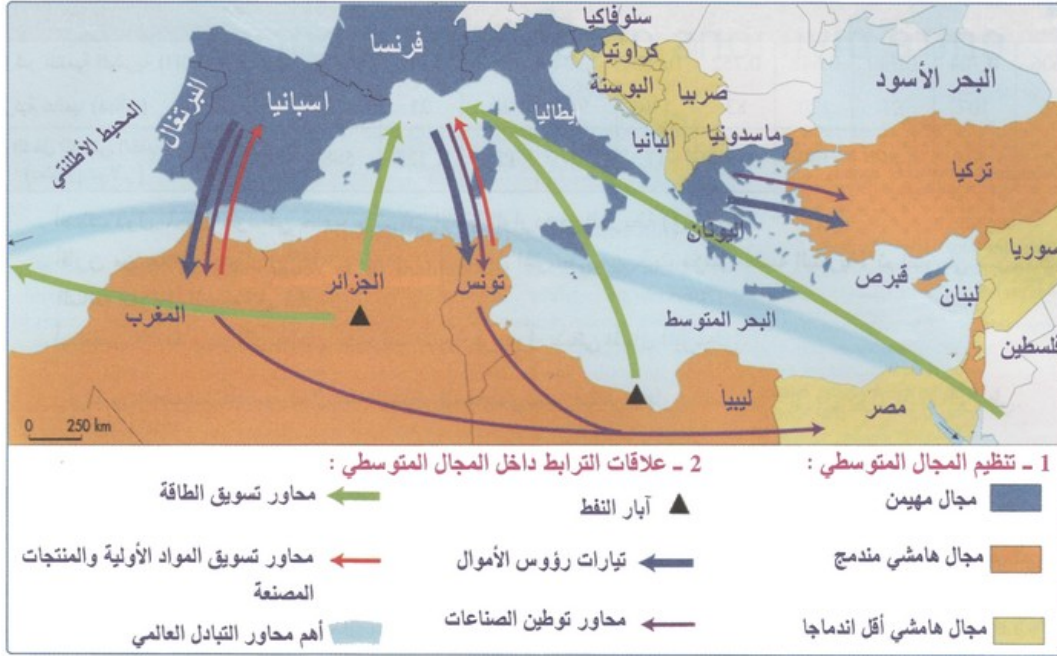 سلوفاكيا
كراوتيا
البوسنة
صربيا
فرنسا
إيطاليا
البحر الأسود
البرتغال
اسبانيا
المحيط الأطلنتي
البانيا
ماسدونيا
تركيا
اليونان
سوريا
قبرص
لبنان
تونس
الجزائر
المغرب
البحر المتوسط
فلسطين
ليبيا
مصر
0 250 km
1 ـ تنظيم المجال المتوسطي :
مجال مهيمن
مجال هامشي مندمج
مجال هامشي أقل اندماجا
2 ـ علاقات الترابط داخل المجال المتوسطي :
آبار النفط
تيارات رؤوس الأموال
محاور توطين الصناعات
محاور تسويق الطاقة
محاور تسويق المواد الأولية والمنتجات
المصنعة
أهم محاور التبادل العالمي